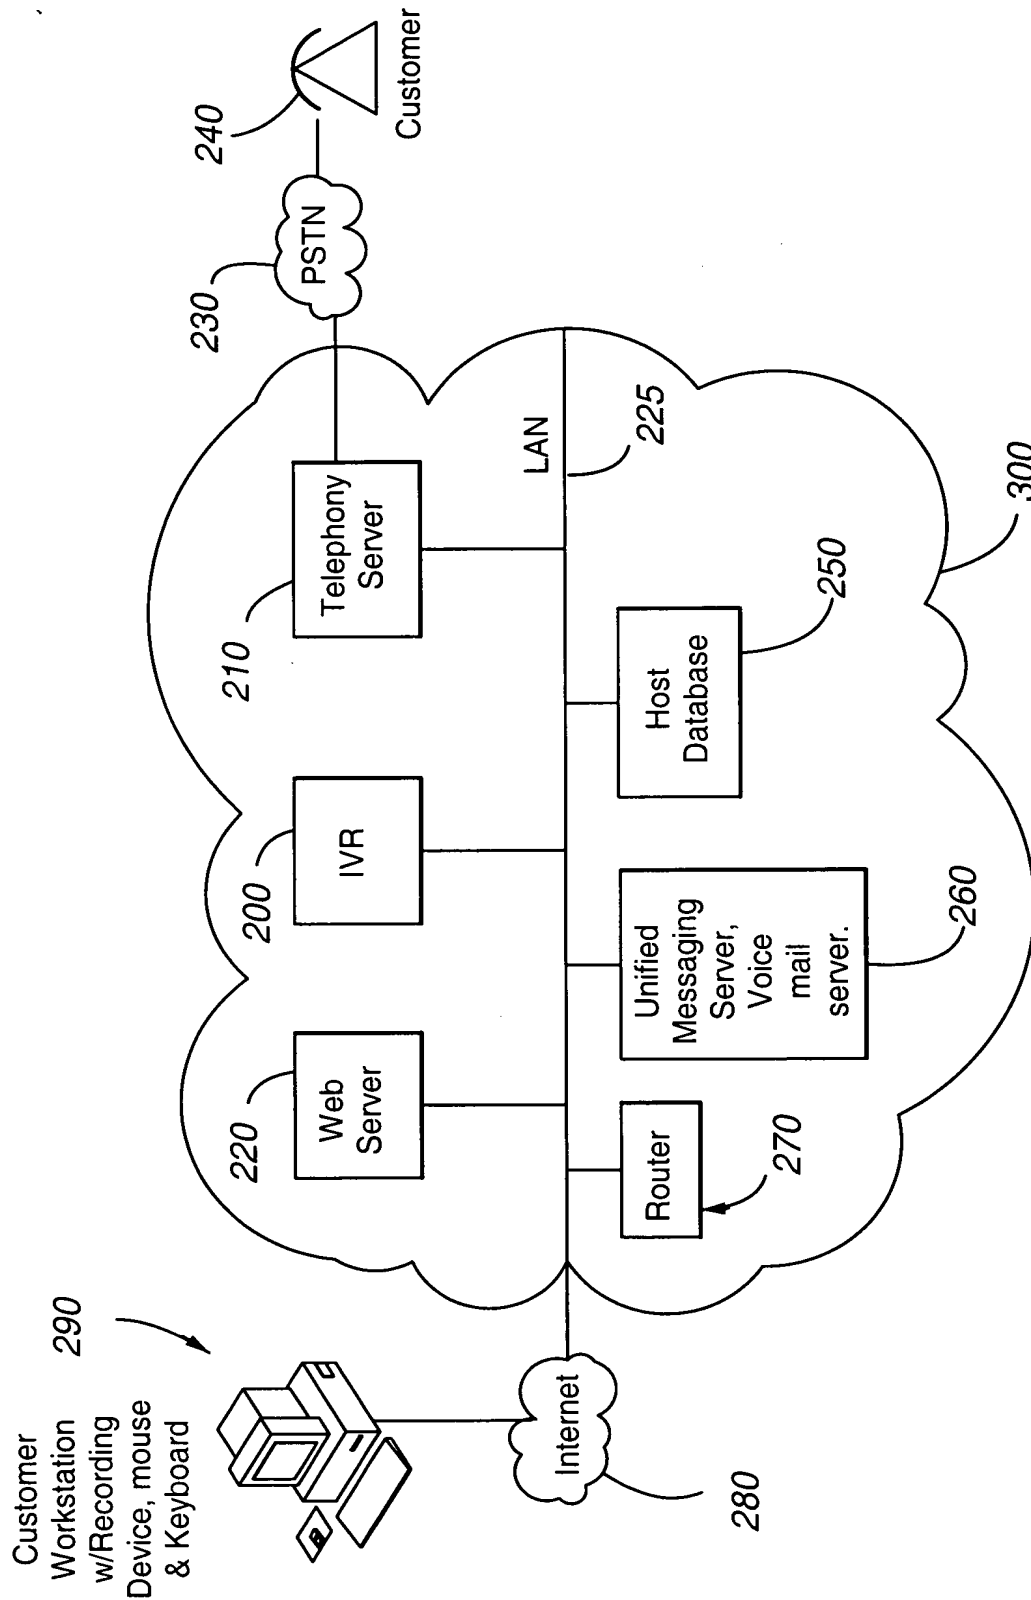 Customer
Workstation
w/Recording
Device, mouse
& Keyboard
290
Internet
280
220
Web
Server
200
IVR
210
Telephony
Server
230
PSTN
240
Customer
LAN
225
Router
270
Unified
Messaging
Server,
Voice
mail
server.
260
Host
Database
250
300